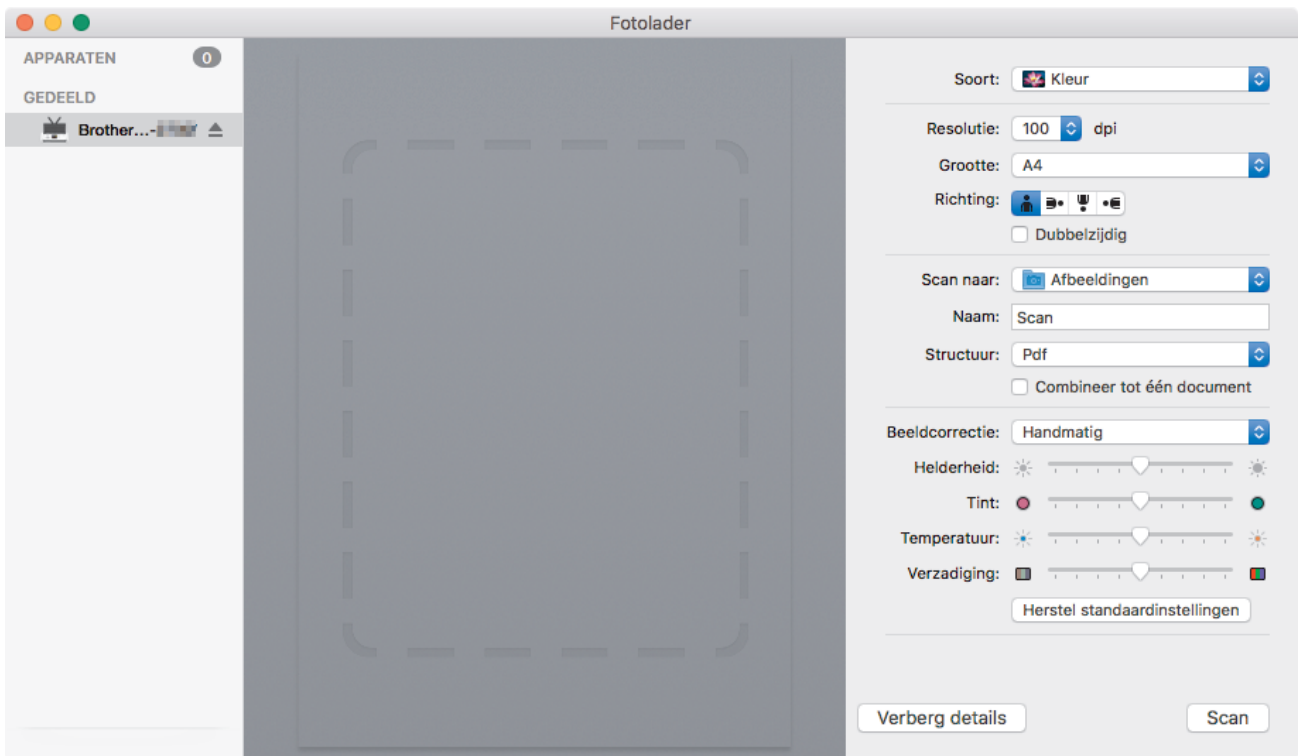 Fotolader
APPARATEN 0
GEDEELD
Brother...-
Soort: Kleur
Resolutie: 100 dpi
Grootte: A4
Richting:
Dubbelzijdig
Scan naar: Afbeeldingen
Naam: Scan
Structuur: Pdf
Combineer tot één document
Beeldcorrectie: Handmatig
Helderheid:
Tint:
Temperatuur:
Verzadiging:
Herstel standaardinstellingen
Verberg details Scan